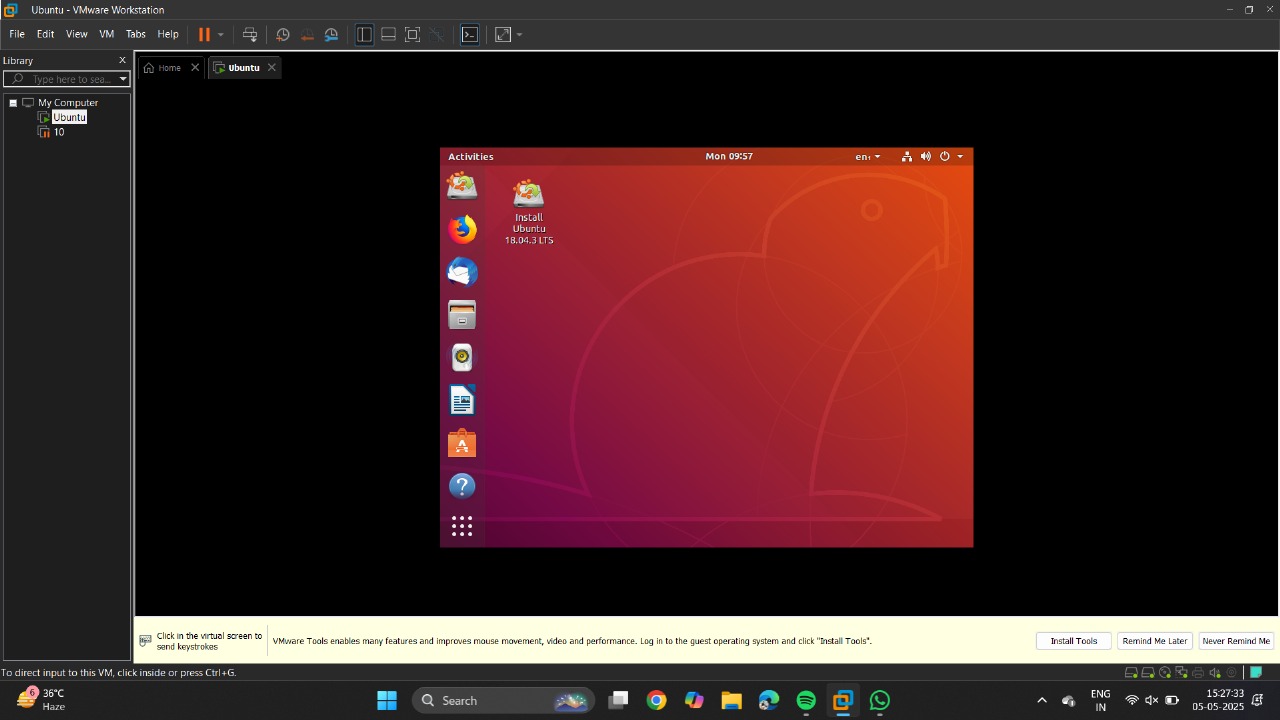 Ubuntu - VMware Workstation
File Edit View VM Tabs Help
Library
Type here to sea...
My Computer
Ubuntu
10
Home
Ubuntu
Activities
Mon 09:57
en₁
Install
Ubuntu
18.04.3 LTS
Click in the virtual screen to
send keystrokes
VMware Tools enables many features and improves mouse movement, video and performance. Log in to the guest operating system and click "Install Tools".
Install Tools
Remind Me Later
Never Remind Me
To direct input to this VM, click inside or press Ctrl+G.
6
36°C
Haze
Search
ENG
IN
15:27:33
05-05-2025